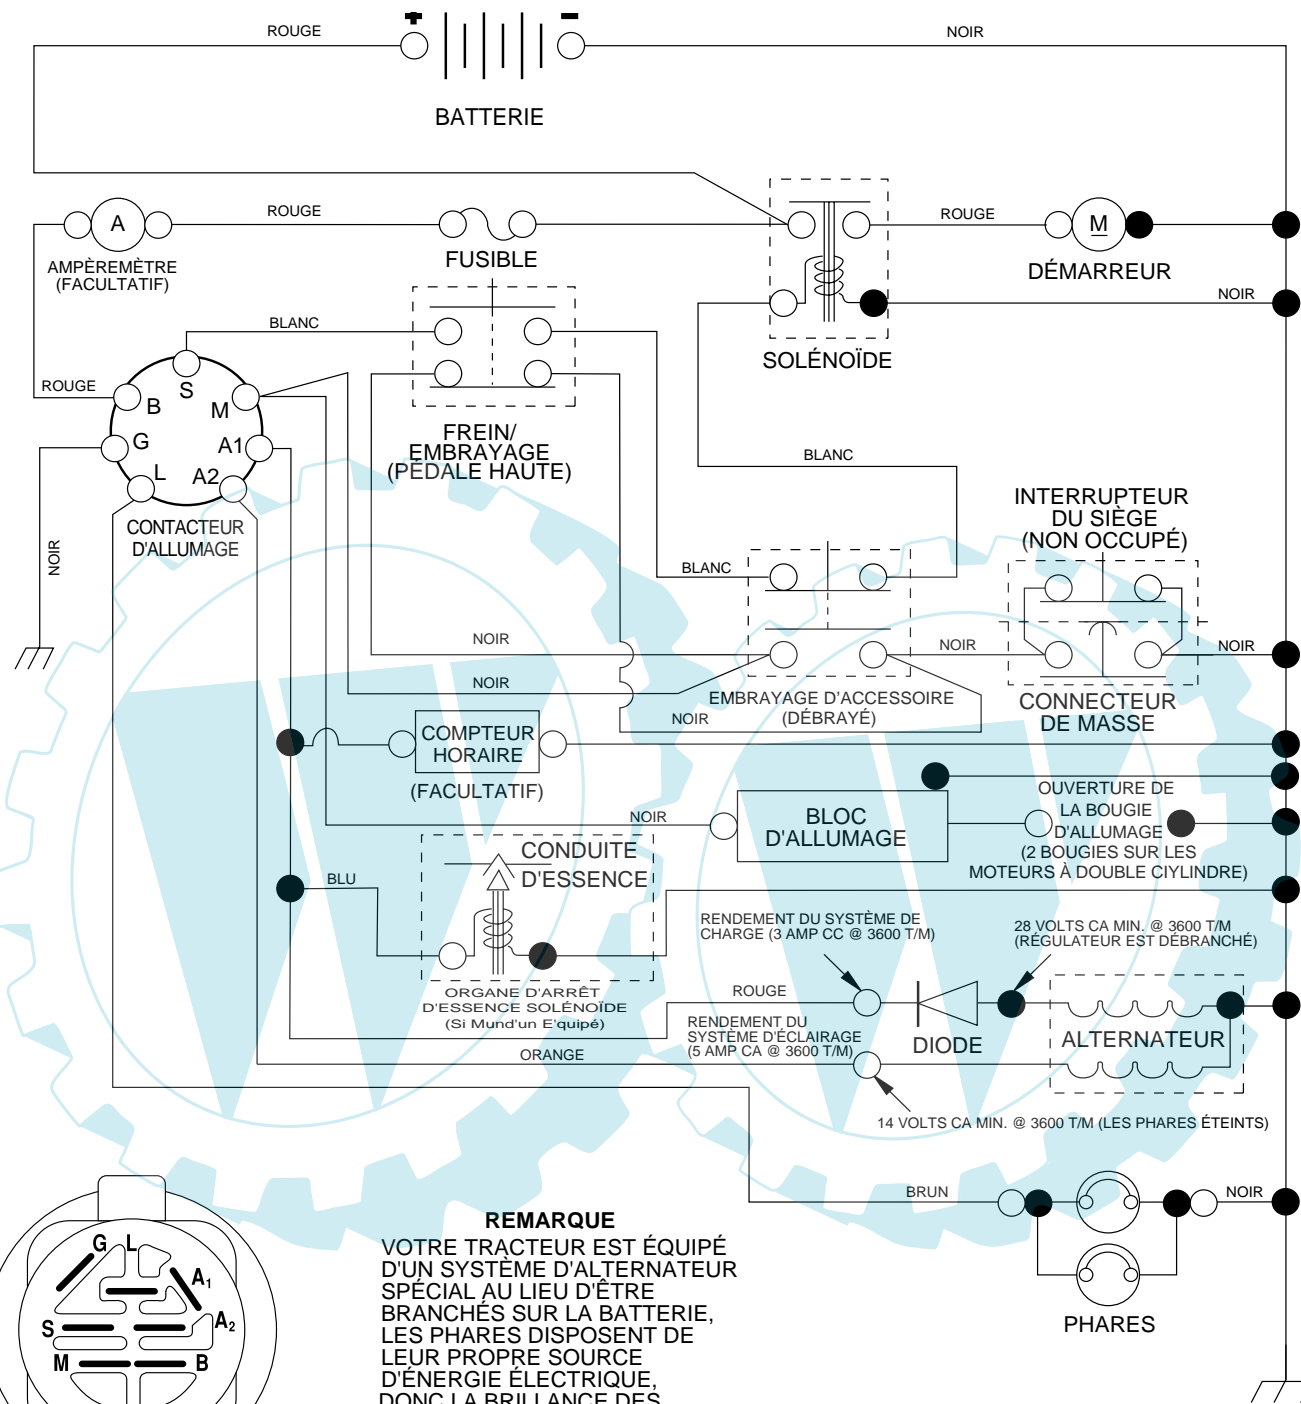 ROUGE
NOIR
BATTERIE
ROUGE
ROUGE
A
M
AMPÈREMÈTRE
(FACULTATIF)
FUSIBLE
DÉMARREUR
NOIR
BLANC
SOLÉNOÏDE
ROUGE
S
B
M
G
A1
L
A2
FREIN/
EMBRAYAGE
(PÉDALE HAUTE)
BLANC
CONTACTEUR
D'ALLUMAGE
NOIR
INTERRUPTEUR
DU SIÈGE
(NON OCCUPÉ)
BLANC
NOIR
NOIR
NOIR
NOIR
EMBRAYAGE D'ACCESSOIRE
(DÉBRAYÉ)
NOIR
CONNECTEUR
DE MASSE
COMPTEUR
HORAIRE
(FACULTATIF)
NOIR
BLOC
D'ALLUMAGE
OUVERTURE DE
LA BOUGIE
D'ALLUMAGE
(2 BOUGIES SUR LES
MOTEURS À DOUBLE CIYLINDRE)
CONDUITE
D'ESSENCE
BLU
RENDEMENT DU SYSTÈME DE
CHARGE (3 AMP CC @ 3600 T/M)
28 VOLTS CA MIN. @ 3600 T/M
(RÉGULATEUR EST DÉBRANCHÉ)
ORGANE D'ARRÊT
D'ESSENCE SOLÉNOÏDE
(Si Mund'un E'quipé)
ROUGE
RENDEMENT DU
SYSTÈME D'ÉCLAIRAGE
(5 AMP CA @ 3600 T/M)
DIODE
ALTERNATEUR
ORANGE
14 VOLTS CA MIN. @ 3600 T/M (LES PHARES ÉTEINTS)
BRUN
NOIR
PHARES
G
L
A1
A2
S
M
B
REMARQUE
VOTRE TRACTEUR EST ÉQUIPÉ
D'UN SYSTÈME D'ALTERNATEUR
SPÉCIAL AU LIEU D'ÊTRE
BRANCHÉS SUR LA BATTERIE,
LES PHARES DISPOSENT DE
LEUR PROPRE SOURCE
D'ÉNERGIE ÉLECTRIQUE,
DONC LA BRILLANCE DES